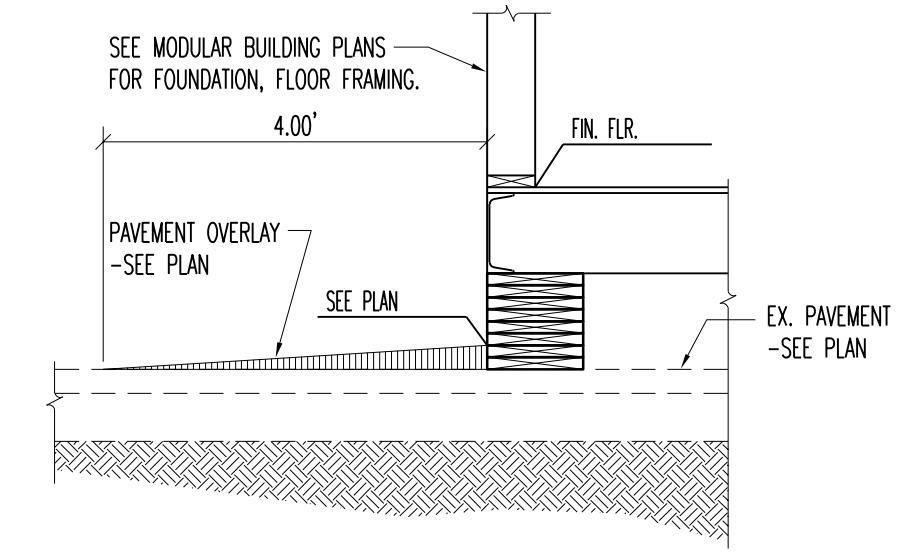 SEE MODULAR BUILDING PLANS
FOR FOUNDATION, FLOOR FRAMING.
4.00'
FIN. FLR.
PAVEMENT OVERLAY
-SEE PLAN
SEE PLAN
EX. PAVEMENT
-SEE PLAN